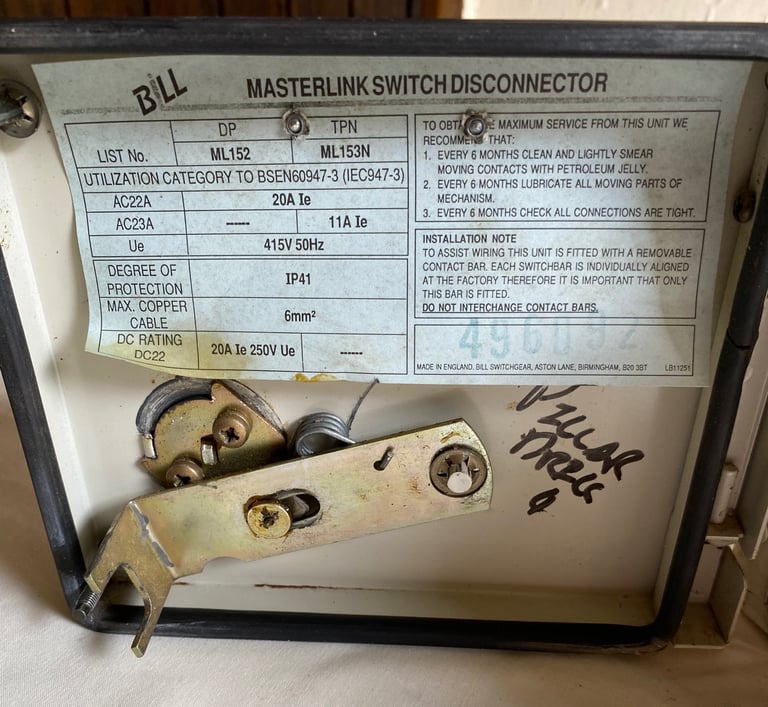 BILL
MASTERLINK SWITCH DISCONNECTOR
DP TPN
LIST No. ML152 ML153N
UTILIZATION CATEGORY TO BSEN60947-3 (IEC947-3)
AC22A 20A Ie
AC23A ----- 11A Ie
Ue 415V 50Hz
DEGREE OF
PROTECTION IP41
MAX. COPPER
CABLE 6mm²
DC RATING
DC22 20A Ie 250V Ue -----
TO MAXIMUM SERVICE FROM THIS UNIT WE
THAT:
1. EVERY 6 MONTHS CLEAN AND LIGHTLY SMEAR
MOVING CONTACTS WITH PETROLEUM JELLY.
2. EVERY 6 MONTHS LUBRICATE ALL MOVING PARTS OF
MECHANISM.
3. EVERY 6 MONTHS CHECK ALL CONNECTIONS ARE TIGHT.
INSTALLATION NOTE
TO ASSIST WIRING THIS UNIT IS FITTED WITH A REMOVABLE
CONTACT BAR. EACH SWITCHBAR IS INDIVIDUALLY ALIGNED
AT THE FACTORY THEREFORE IT IS IMPORTANT THAT ONLY
THIS BAR IS FITTED.
DO NOT INTERCHANGE CONTACT BARS.
MADE IN ENGLAND. BILL SWITCHGEAR, ASTON LANE, BIRMINGHAM, B20 3BT LB11251
PILLAR
DRILL